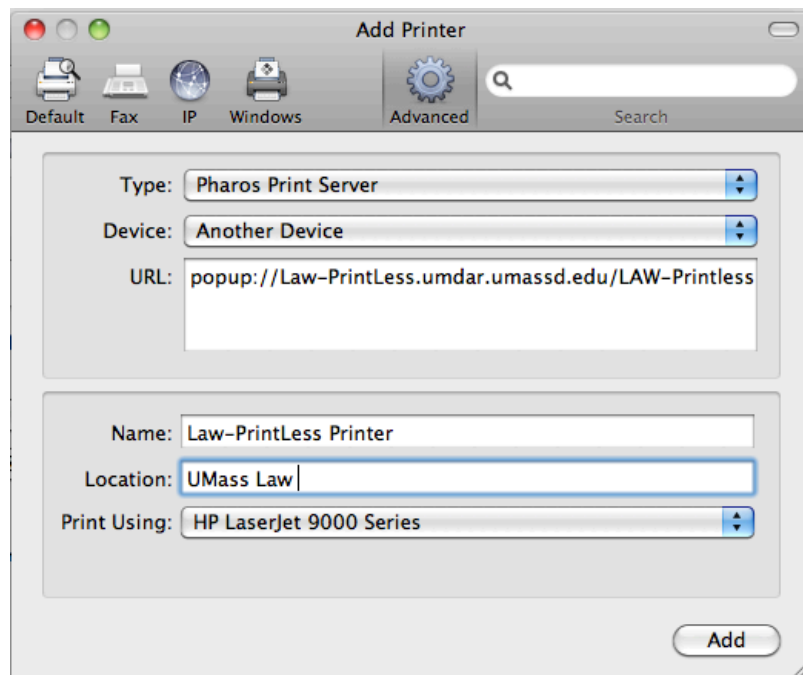 Add Printer
Default Fax IP Windows Advanced Search
Type: Pharos Print Server
Device: Another Device
URL: popup://Law-PrintLess.umdar.umassd.edu/LAW-Printless
Name: Law-PrintLess Printer
Location: UMass Law
Print Using: HP LaserJet 9000 Series
Add